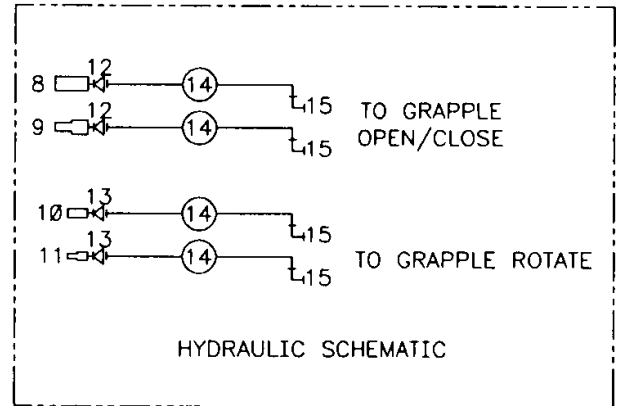 12
8 14 15
TO GRAPPLE
OPEN/CLOSE
12
9 14 15
13
10 14 15
13
11 14 15
TO GRAPPLE ROTATE
HYDRAULIC SCHEMATIC